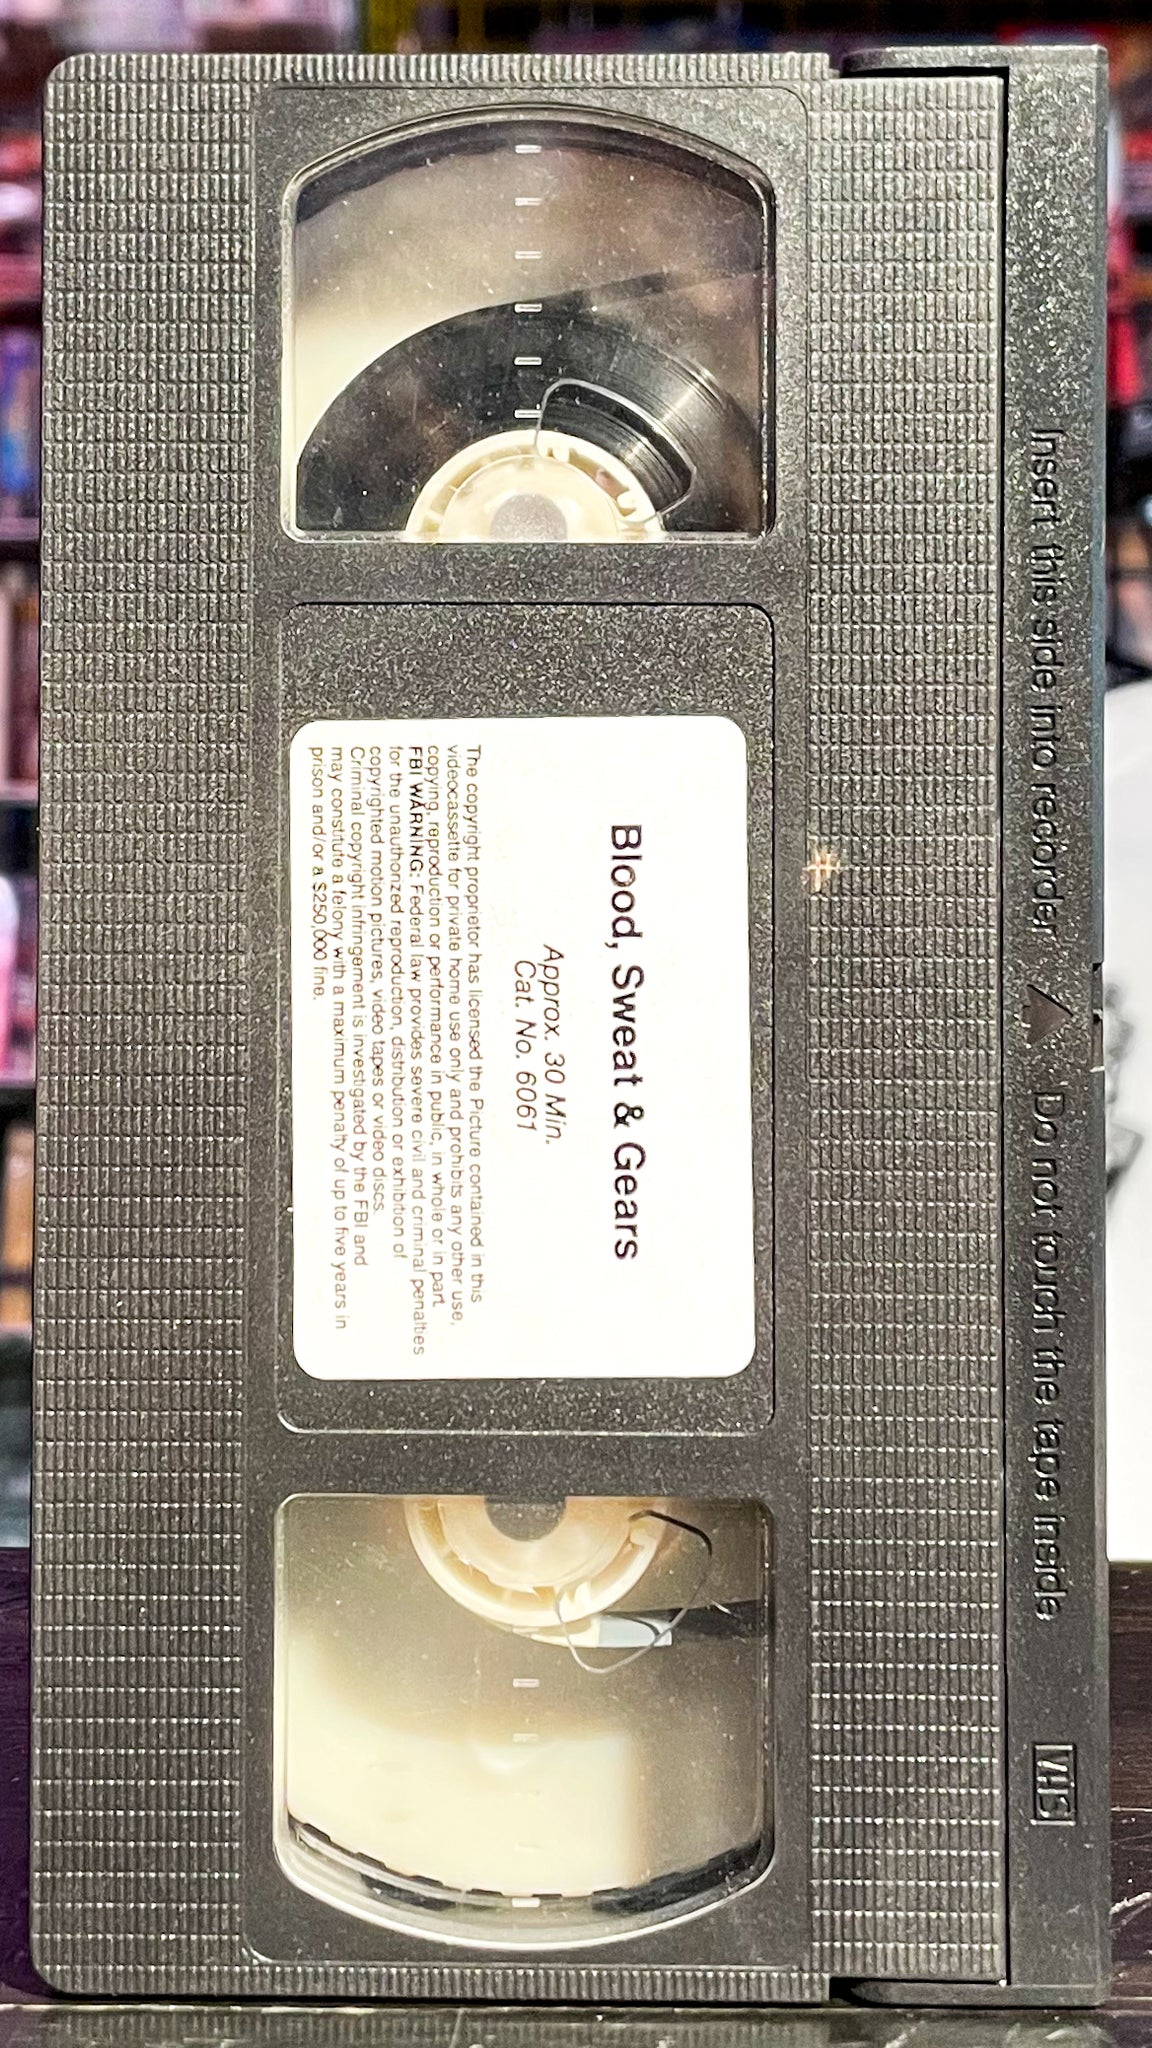 Insert this side into recorder
Do not touch the tape inside
VHS
Blood, Sweat & Gears
Approx. 30 Min.
Cat. No. 6061
The copyright proprietor has licensed the Picture contained in this
videocassette for private home use only and prohibits any other use,
copying, reproduction or performance in public, in whole or in part.
FBI WARNING: Federal law provides severe civil and criminal penalties
for the unauthorized reproduction, distribution or exhibition of
copyrighted motion pictures, video tapes or video discs.
Criminal copyright infringement is investigated by the FBI and
may constitute a felony with a maximum penalty of up to five years in
prison and/or a $250,000 fine.